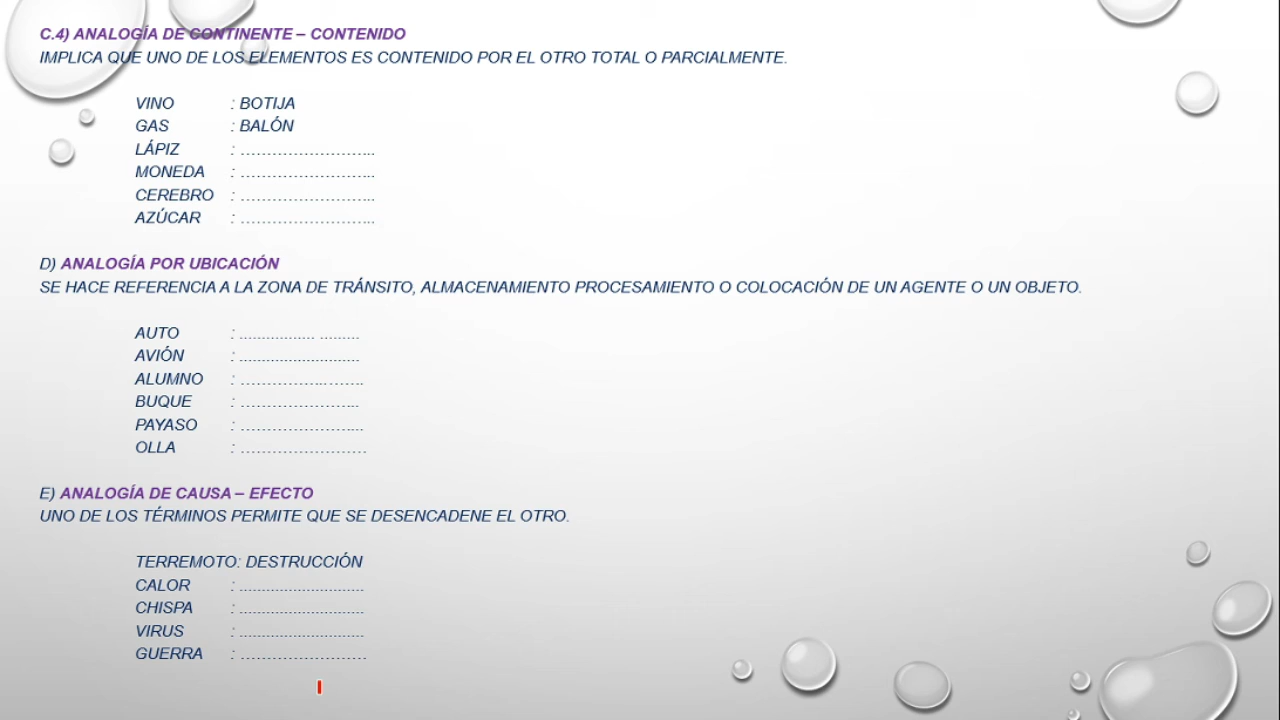 C.4) ANALOGÍA DE CONTINENTE – CONTENIDO
IMPLICA QUE UNO DE LOS ELEMENTOS ES CONTENIDO POR EL OTRO TOTAL O PARCIALMENTE.
VINO : BOTIJA
GAS : BALÓN
LÁPIZ : ……………………..
MONEDA : ……………………..
CEREBRO : ……………………..
AZÚCAR : ……………………..
D) ANALOGÍA POR UBICACIÓN
SE HACE REFERENCIA A LA ZONA DE TRÁNSITO, ALMACENAMIENTO PROCESAMIENTO O COLOCACIÓN DE UN AGENTE O UN OBJETO.
AUTO : ................. .........
AVIÓN : ...........................
ALUMNO : ……………..……..
BUQUE : …………………...
PAYASO : …………………....
OLLA : …………………….
E) ANALOGÍA DE CAUSA – EFECTO
UNO DE LOS TÉRMINOS PERMITE QUE SE DESENCADENE EL OTRO.
TERREMOTO: DESTRUCCIÓN
CALOR : ............................
CHISPA : ............................
VIRUS : ............................
GUERRA : …………………….